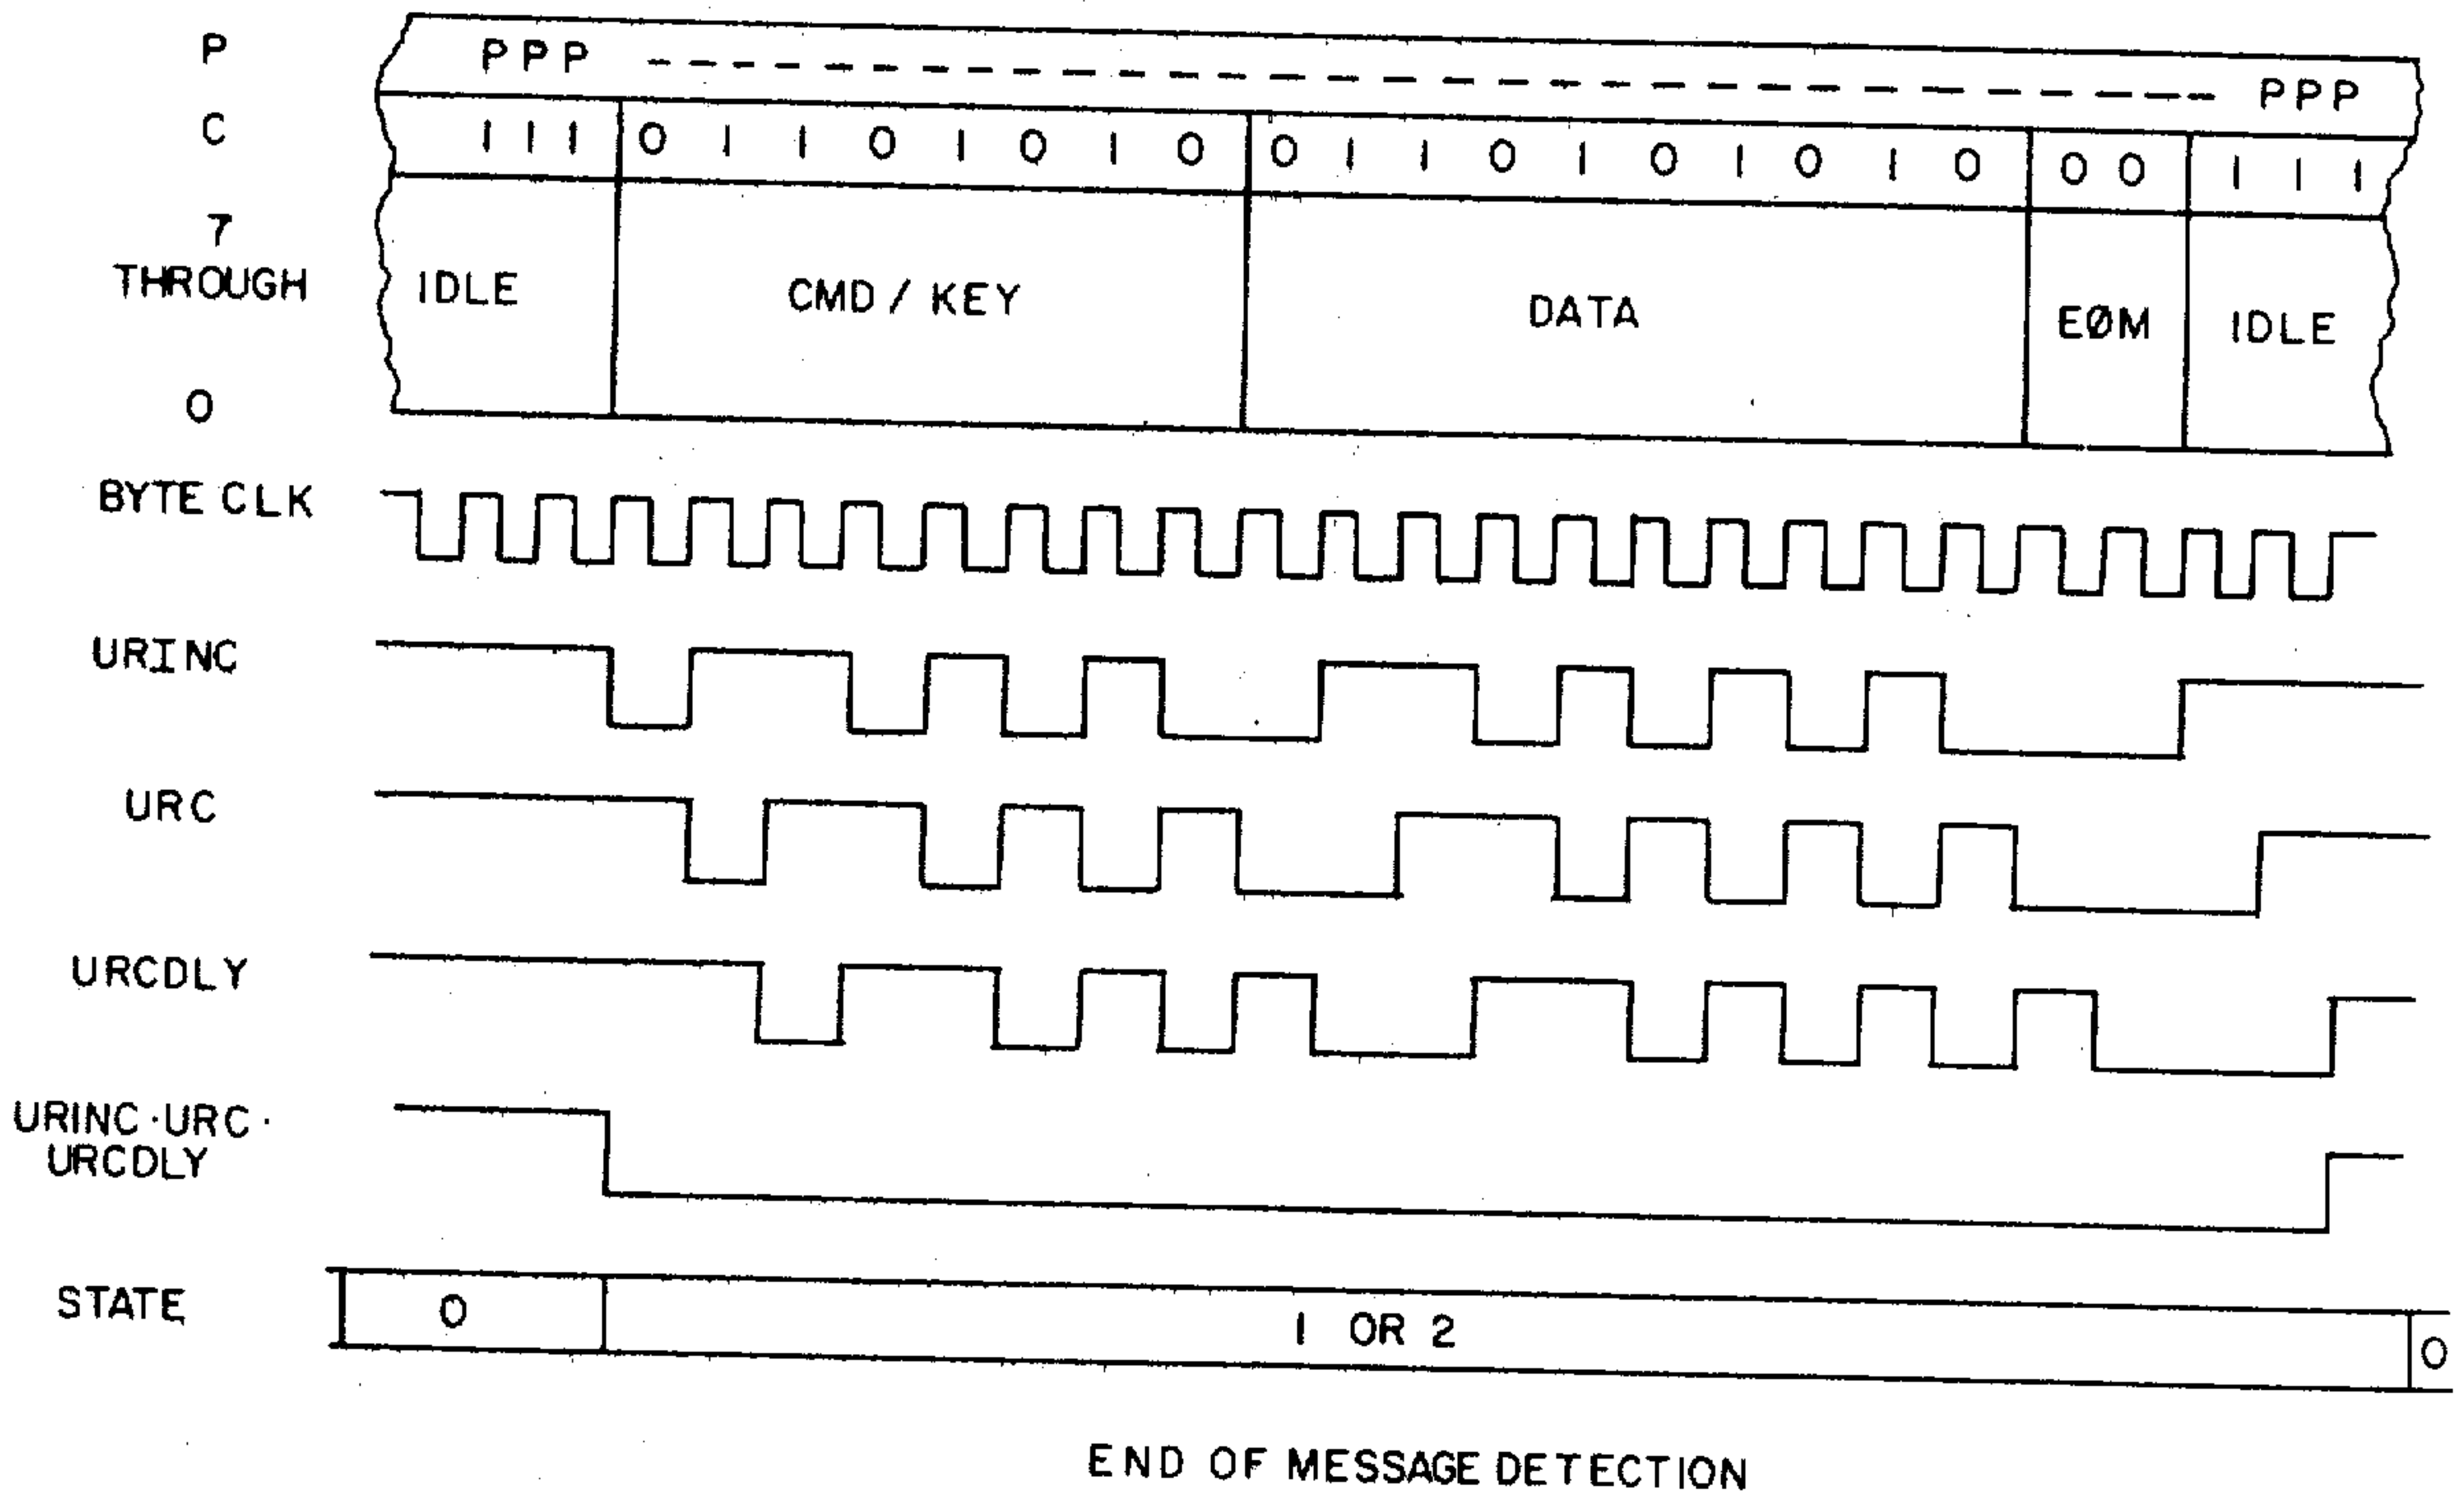 P PPP PPP
C 1 1 1 0 1 1 0 1 0 1 0 0 1 1 0 1 0 1 0 1 0 0 0 1 1 1
7
THROUGH IDLE CMD / KEY DATA EØM IDLE
0
BYTE CLK
URINC
URC
URCDLY
URINC·URC·
URCDLY
STATE 0 1 OR 2 0
END OF MESSAGE DETECTION